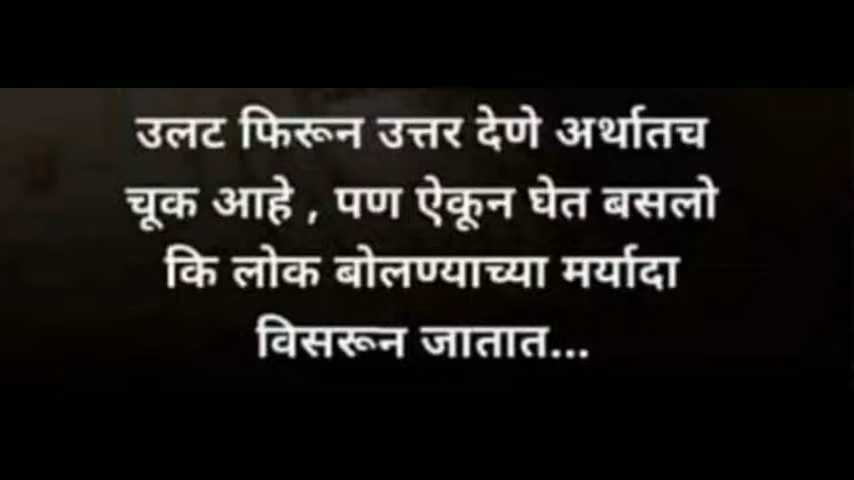 उलट फिरून उत्तर देणे अर्थातच
चूक आहे , पण ऐकून घेत बसलो
कि लोक बोलण्याच्या मर्यादा
विसरून जातात...